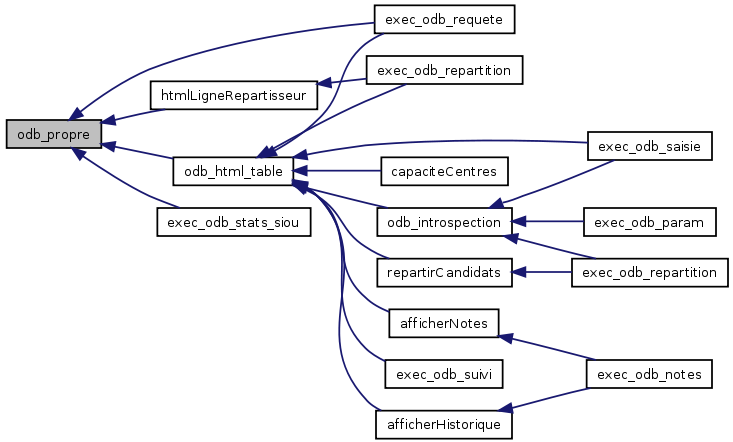 exec_odb_requete
exec_odb_repartition
htmlLigneRepartisseur
odb_propre
exec_odb_saisie
odb_html_table
capaciteCentres
exec_odb_stats_siou
odb_introspection
exec_odb_param
repartirCandidats
exec_odb_repartition
afficherNotes
exec_odb_suivi
exec_odb_notes
afficherHistorique